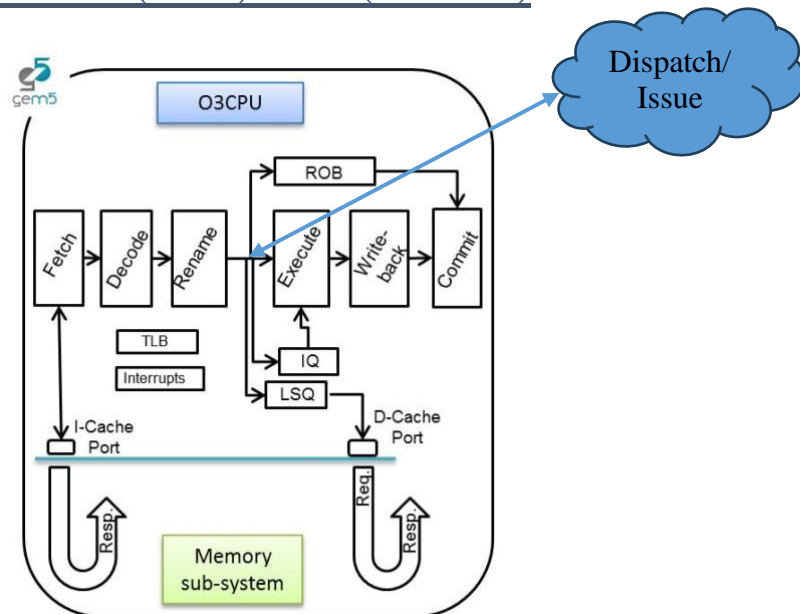 gem5
O3CPU
Dispatch/
Issue
ROB
Fetch
Decode
Rename
Execute
Write-
back
Commit
TLB
Interrupts
IQ
LSQ
I-Cache
Port
D-Cache
Port
Resp.
Req.
Resp.
Memory
sub-system